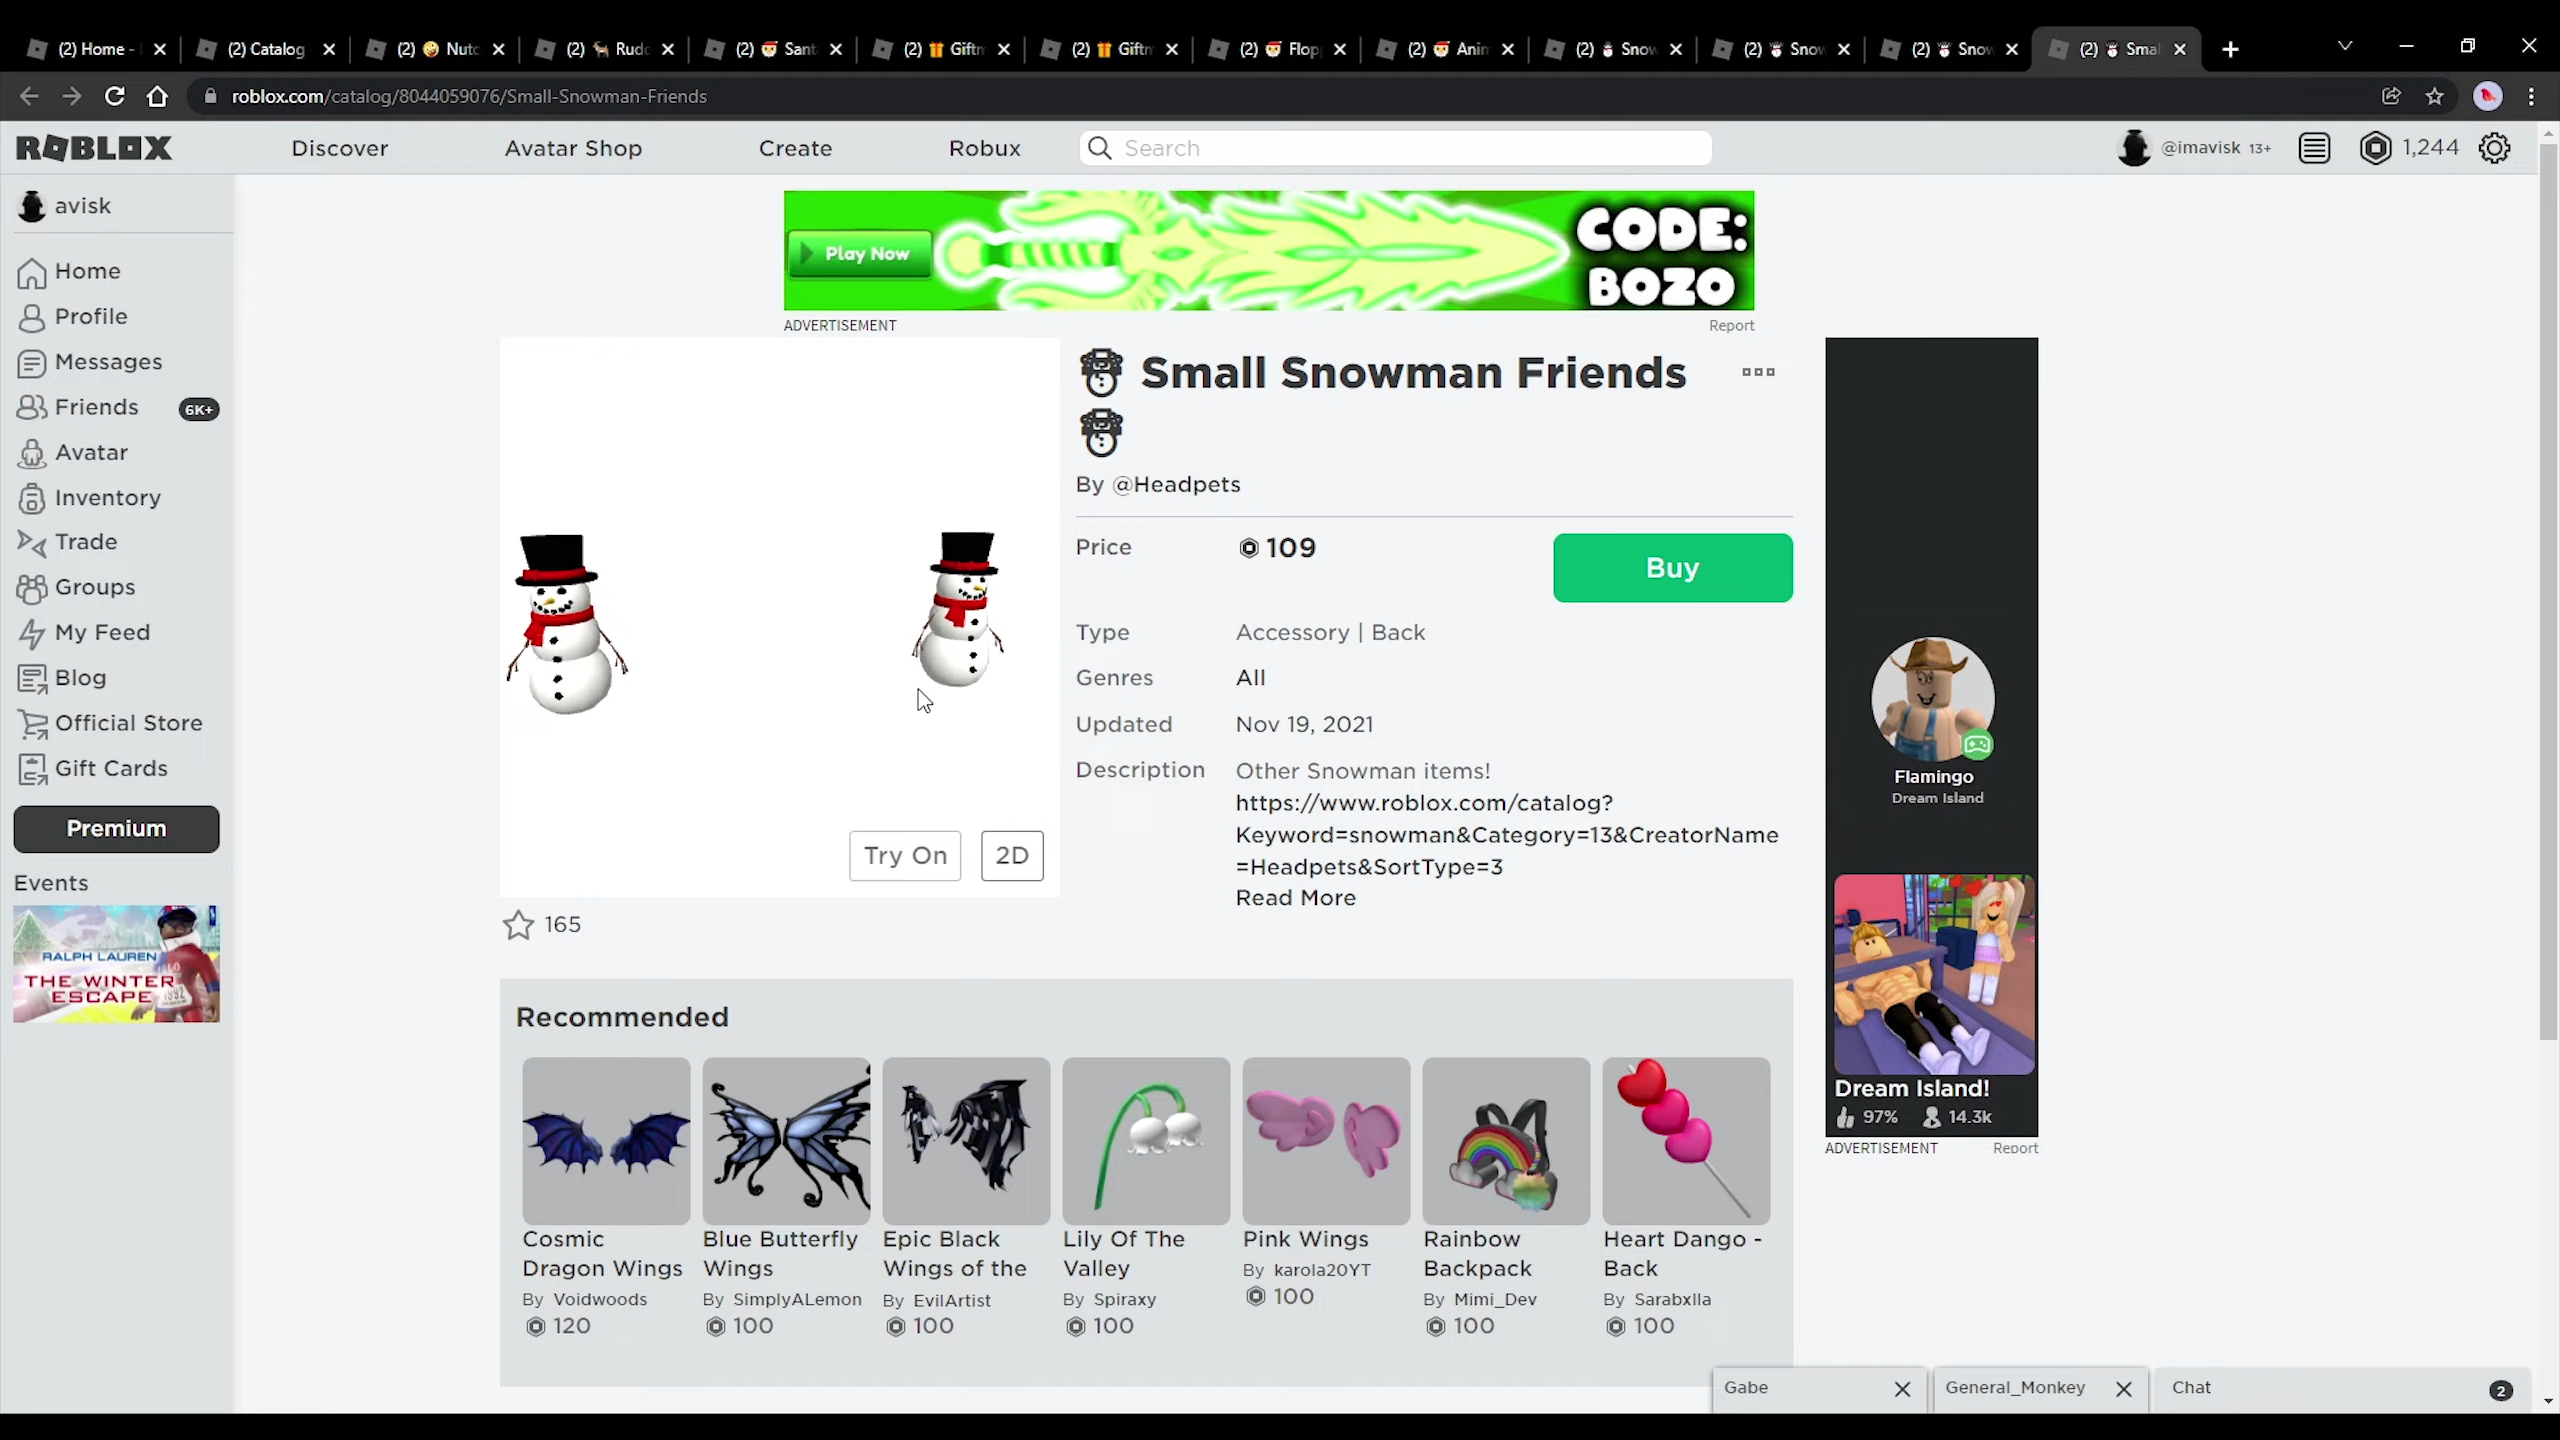 (2) Home -
(2) Catalog
(2) Nutc
(2) Rudo
(2) Sant
(2) Giftm
(2) Giftm
(2) Flop
(2) Anim
(2) Snow
(2) Snow
(2) Snow
(2) Smal
roblox.com/catalog/8044059076/Small-Snowman-Friends
ROBLOX
Discover
Avatar Shop
Create
Robux
Search
@imavisk 13+
1,244
avisk
Home
Profile
Messages
Friends 6K+
Avatar
Inventory
Trade
Groups
My Feed
Blog
Official Store
Gift Cards
Premium
Events
RALPH LAUREN
THE WINTER
ESCAPE
Play Now
CODE:
BOZO
ADVERTISEMENT
Report
Small Snowman Friends
By @Headpets
Price 109
Buy
Type Accessory | Back
Genres All
Updated Nov 19, 2021
Description Other Snowman items!
https://www.roblox.com/catalog?
Keyword=snowman&Category=13&CreatorName
=Headpets&SortType=3
Read More
Try On
2D
165
Flamingo
Dream Island
Dream Island!
97% 14.3k
ADVERTISEMENT
Report
Recommended
Cosmic
Dragon Wings
By Voidwoods
120
Blue Butterfly
Wings
By SimplyALemon
100
Epic Black
Wings of the
By EvilArtist
100
Lily Of The
Valley
By Spiraxy
100
Pink Wings
By karola20YT
100
Rainbow
Backpack
By Mimi_Dev
100
Heart Dango -
Back
By Sarabxlla
100
Gabe
General_Monkey
Chat
2